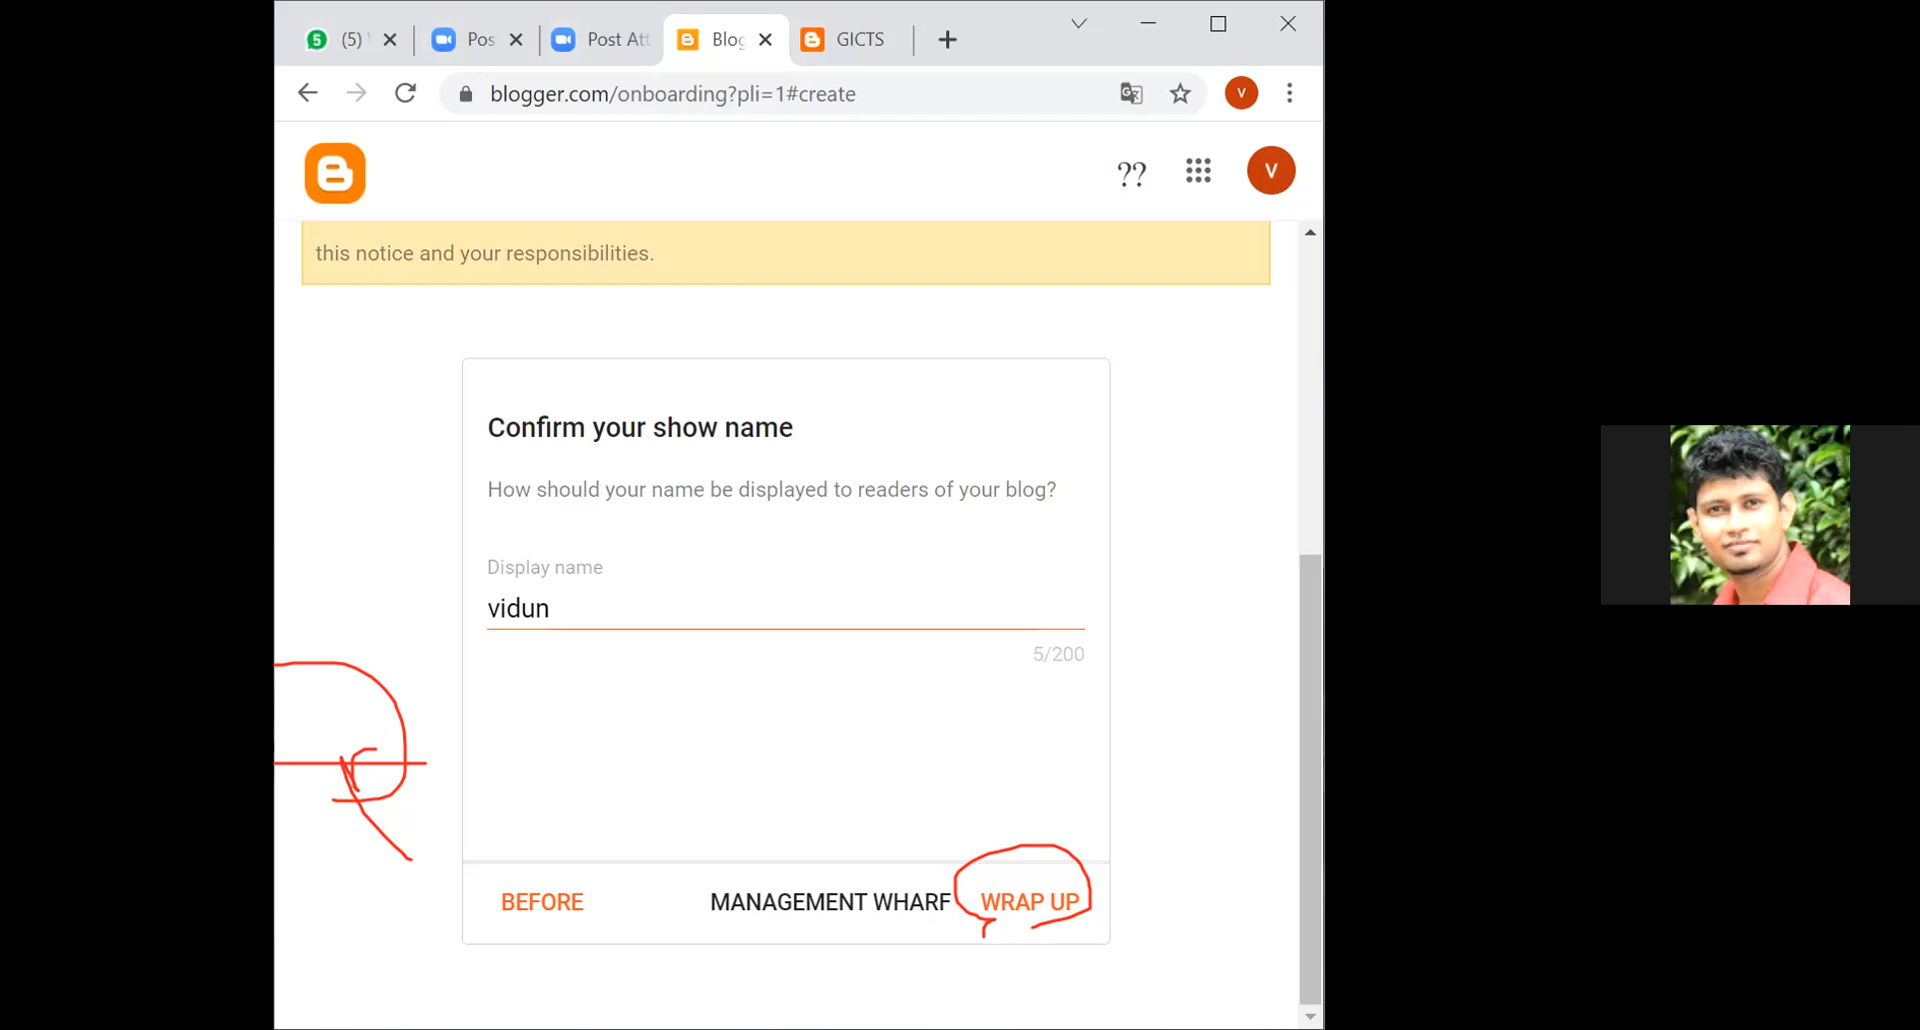 5 (5) Pos Post Att Blog GICTS
blogger.com/onboarding?pli=1#create V
?? V
this notice and your responsibilities.
Confirm your show name
How should your name be displayed to readers of your blog?
Display name
vidun
5/200
BEFORE MANAGEMENT WHARF WRAP UP